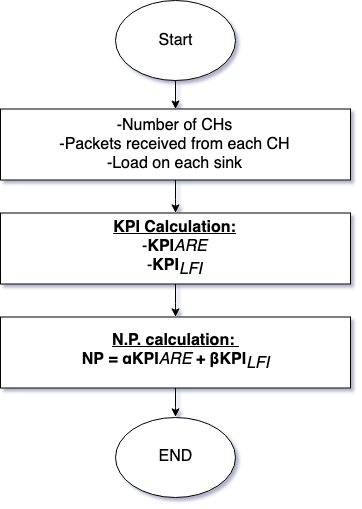 Start
-Number of CHs
-Packets received from each CH
-Load on each sink
KPI Calculation:
-KPIARE
-KPILFI
N.P. calculation:
NP = αKPIARE + βKPILFI
END